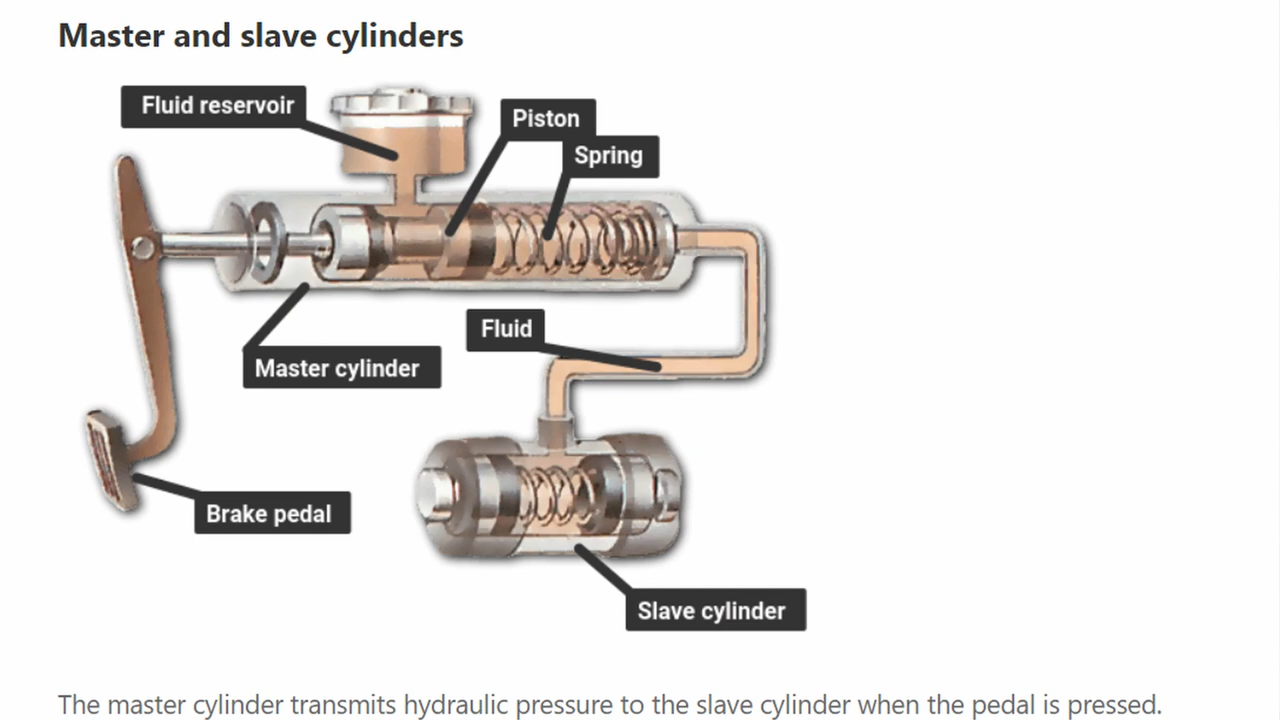 Master and slave cylinders
Fluid reservoir
Piston
Spring
Fluid
Master cylinder
Brake pedal
Slave cylinder
The master cylinder transmits hydraulic pressure to the slave cylinder when the pedal is pressed.